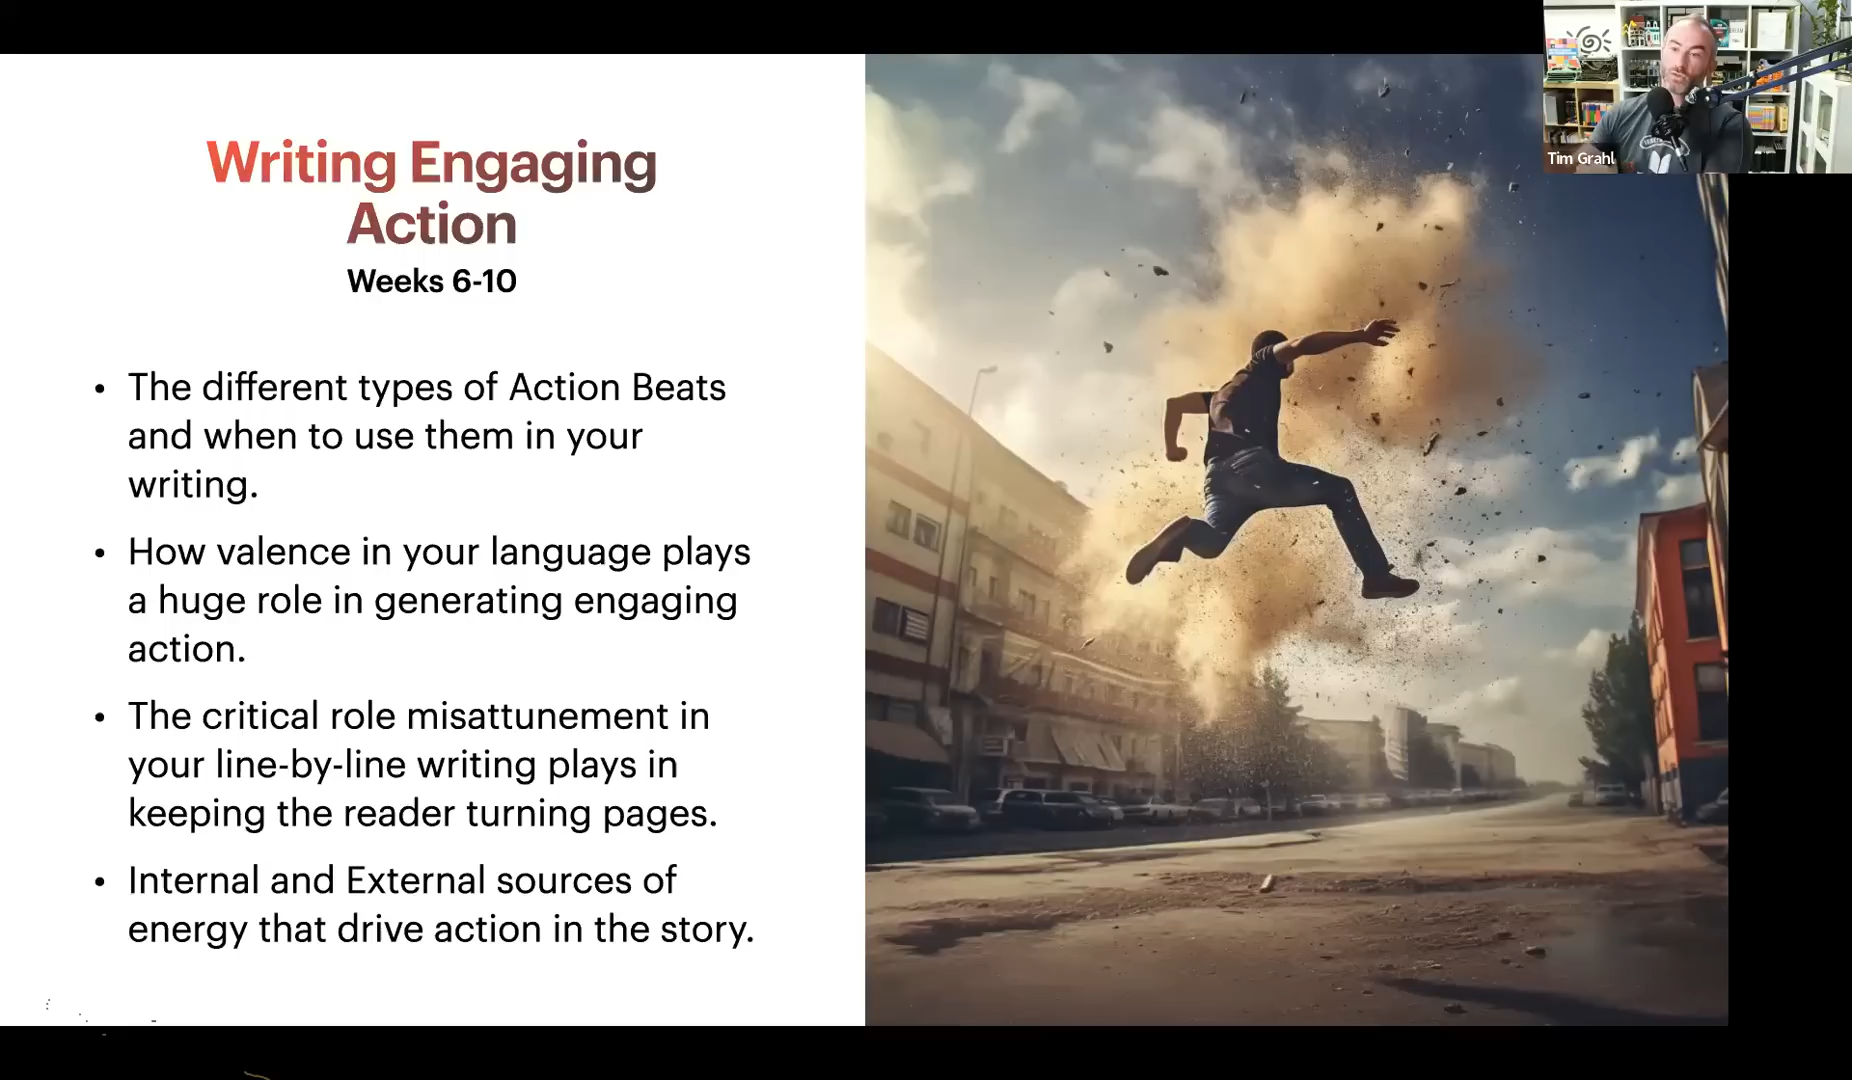 Writing Engaging
Action
Weeks 6-10
• The different types of Action Beats
and when to use them in your
writing.
• How valence in your language plays
a huge role in generating engaging
action.
• The critical role misattunement in
your line-by-line writing plays in
keeping the reader turning pages.
• Internal and External sources of
energy that drive action in the story.
Tim Grahl